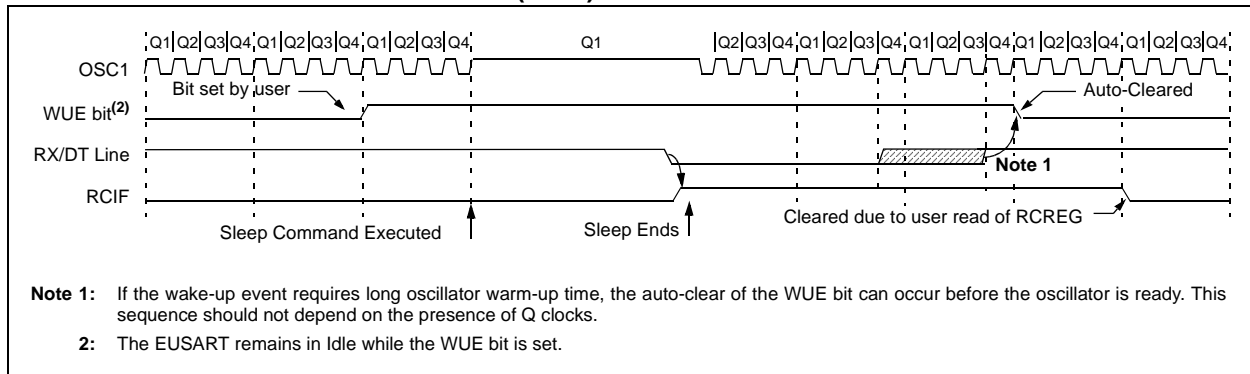 Q1 Q2 Q3 Q4 Q1 Q2 Q3 Q4 Q1 Q2 Q3 Q4 Q1 Q2 Q3 Q4 Q1 Q2 Q3 Q4 Q1 Q2 Q3 Q4 Q1 Q2 Q3 Q4
OSC1
Bit set by user
Auto-Cleared
WUE bit(2)
RX/DT Line
Note 1
RCIF
Cleared due to user read of RCREG
Sleep Command Executed
Sleep Ends
Note 1: If the wake-up event requires long oscillator warm-up time, the auto-clear of the WUE bit can occur before the oscillator is ready. This
sequence should not depend on the presence of Q clocks.
2: The EUSART remains in Idle while the WUE bit is set.